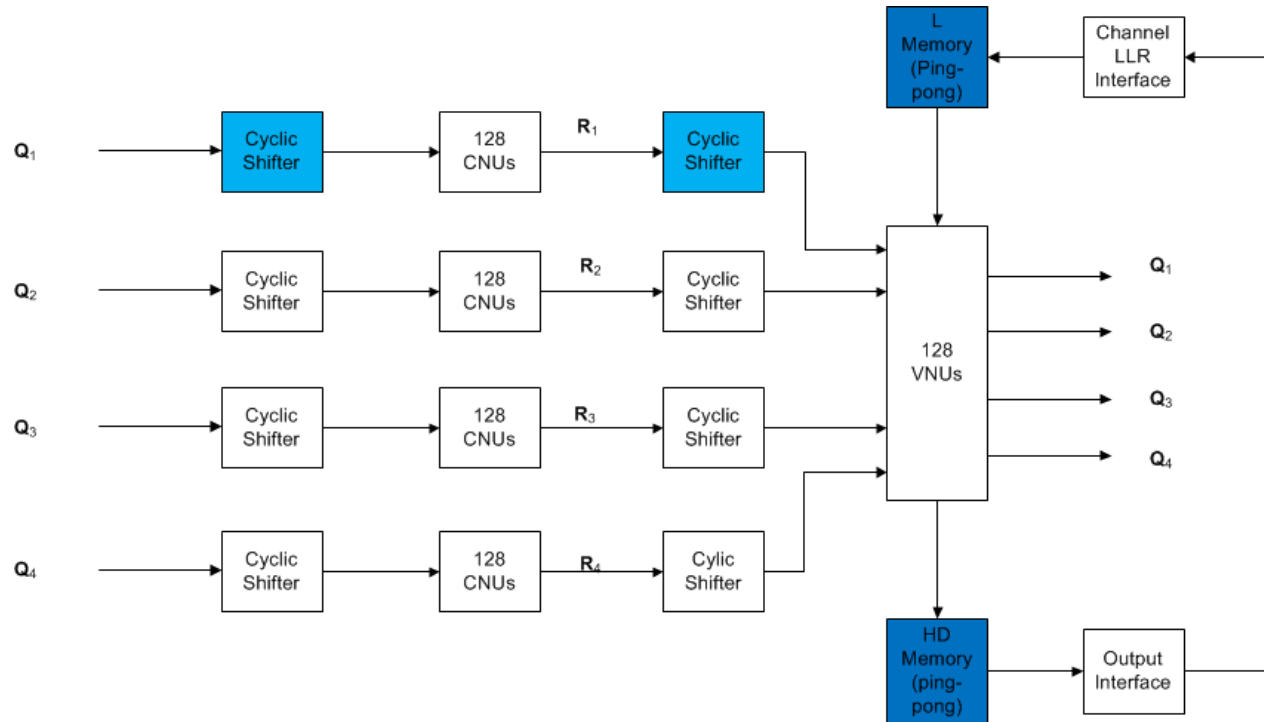 L
Memory
(Ping-
pong)
Channel
LLR
Interface
Q₁
Cyclic
Shifter
128
CNUs
R₁
Cyclic
Shifter
Q₂
Cyclic
Shifter
128
CNUs
R₂
Cyclic
Shifter
Q₃
Cyclic
Shifter
128
CNUs
R₃
Cyclic
Shifter
Q₄
Cyclic
Shifter
128
CNUs
R₄
Cylic
Shifter
128
VNUs
Q₁
Q₂
Q₃
Q₄
HD
Memory
(ping-
pong)
Output
Interface